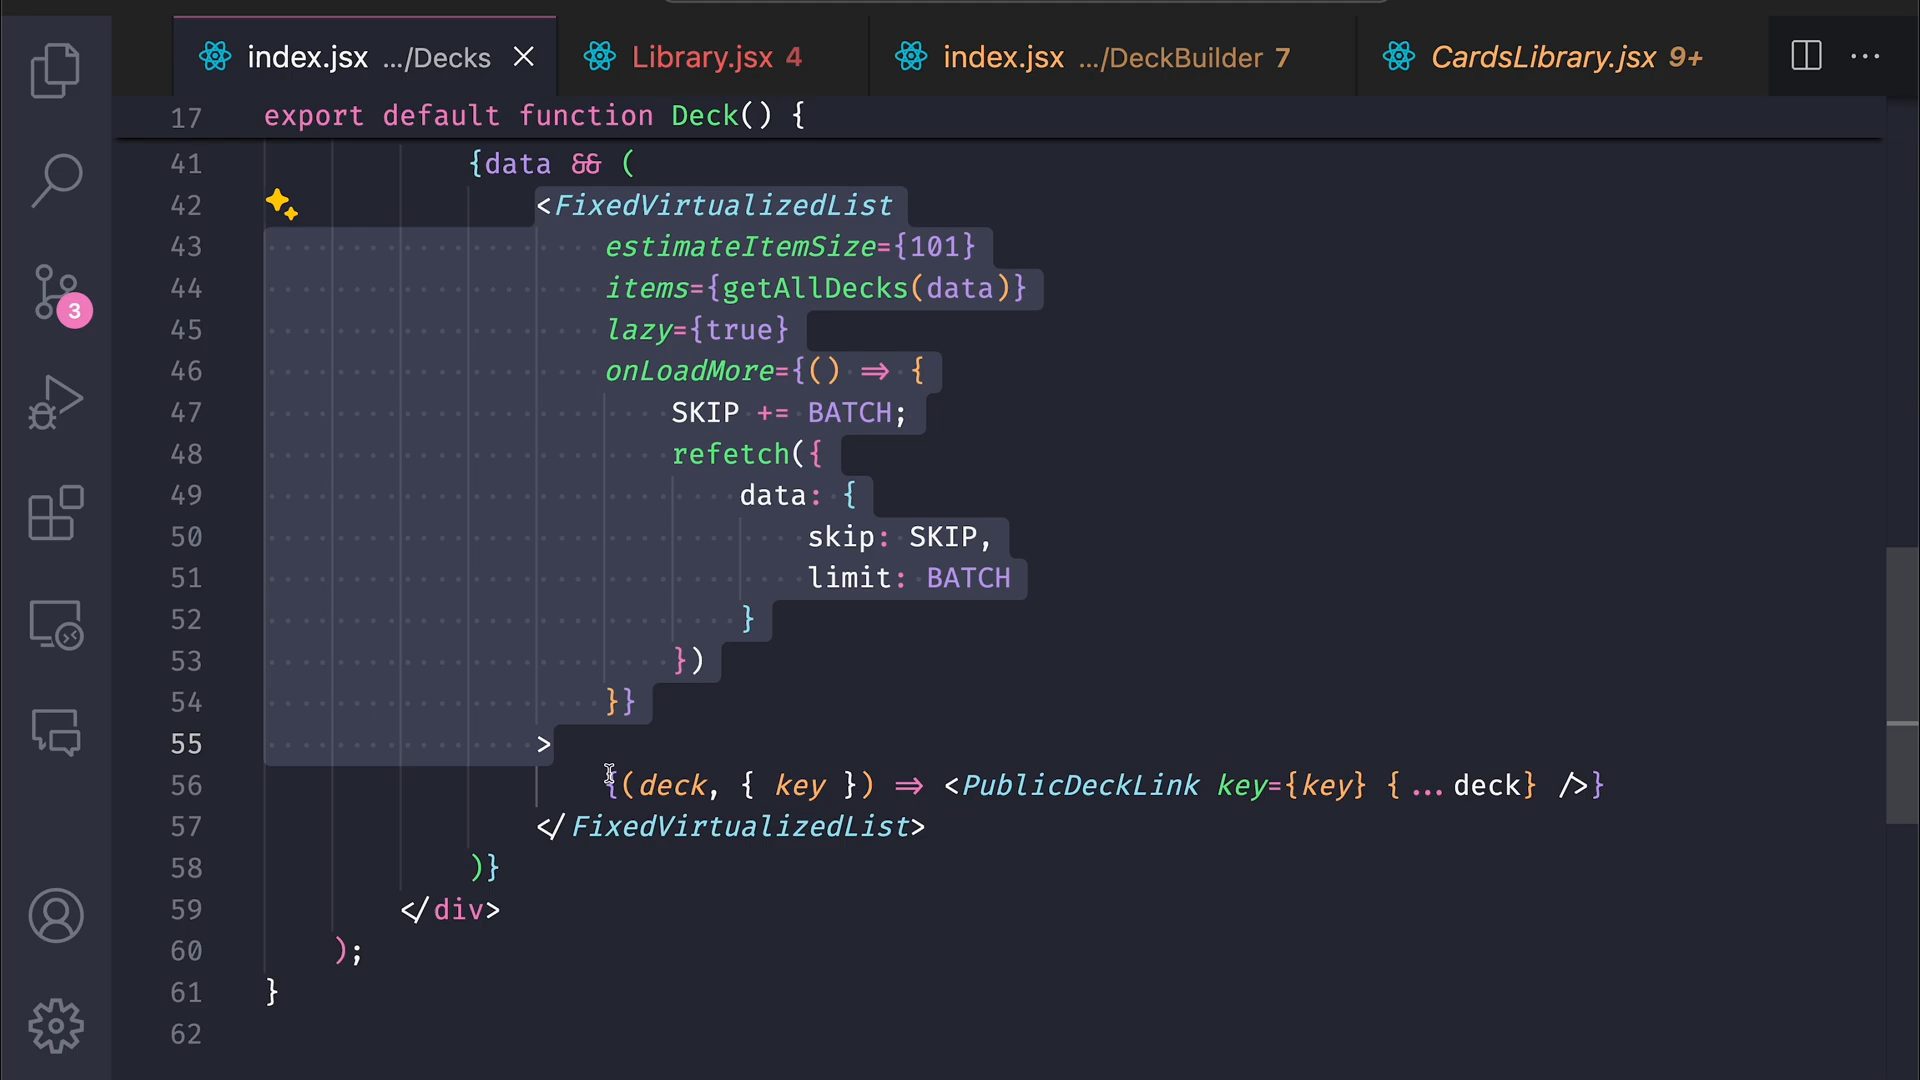 index.jsx .../Decks
Library.jsx 4
index.jsx .../DeckBuilder 7
CardsLibrary.jsx 9+
17 export default function Deck() {
41 {data && (
42 <FixedVirtualizedList
43 estimateItemSize={101}
44 items={getAllDecks(data)}
45 lazy={true}
46 onLoadMore={() => {
47 SKIP += BATCH;
48 refetch({
49 data: {
50 skip: SKIP,
51 limit: BATCH
52 }
53 })
54 }}
55 >
56 {(deck, { key }) => <PublicDeckLink key={key} {...deck} />}
57 </FixedVirtualizedList>
58 )}
59 </div>
60 );
61 }
62
3